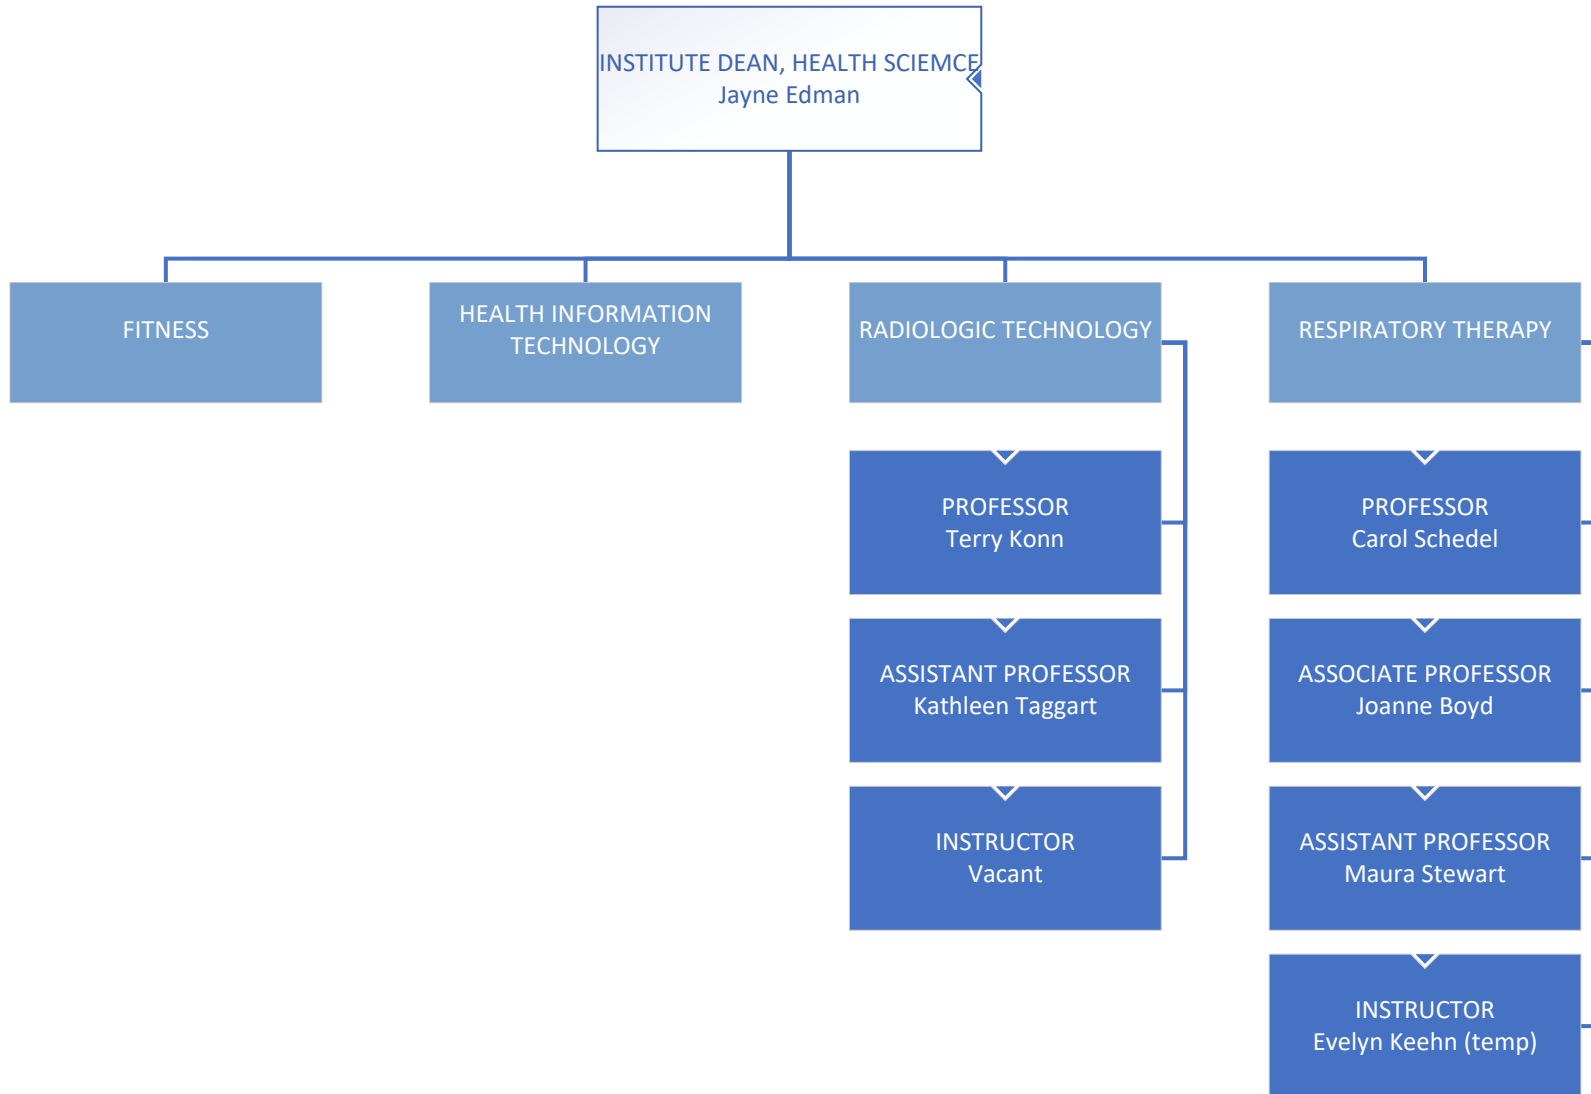 INSTITUTE DEAN, HEALTH SCIEMCE
Jayne Edman
FITNESS
HEALTH INFORMATION
TECHNOLOGY
RADIOLOGIC TECHNOLOGY
RESPIRATORY THERAPY
PROFESSOR
Terry Konn
PROFESSOR
Carol Schedel
ASSISTANT PROFESSOR
Kathleen Taggart
ASSOCIATE PROFESSOR
Joanne Boyd
INSTRUCTOR
Vacant
ASSISTANT PROFESSOR
Maura Stewart
INSTRUCTOR
Evelyn Keehn (temp)